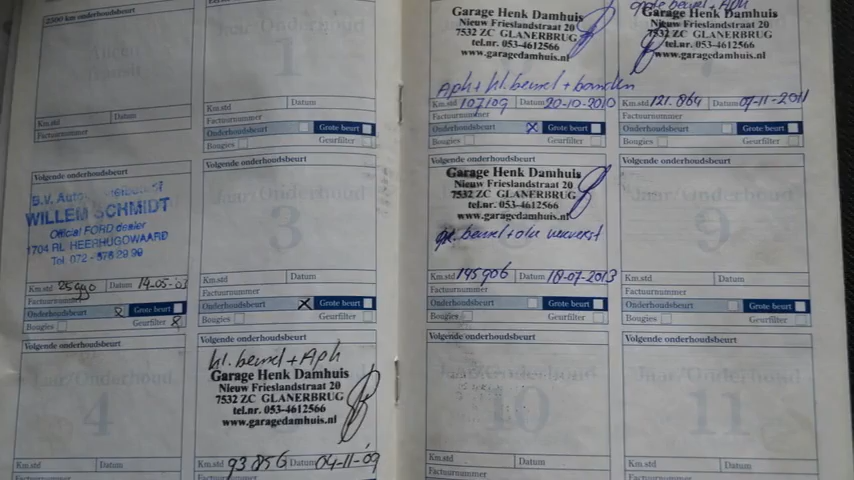 2500 km onderhoudsbeurt
Km.std Datum
Factuurnummer
1
Km.std Datum
Factuurnummer
Onderhoudsbeurt Grote beurt
Bougies Geurfilter
Volgende onderhoudsbeurt
WILLEM SCHMIDT
Official FORD dealer
1704 RL HEERHUGOWAARD
Km.std Datum 14-05-'03
Factuurnummer
Onderhoudsbeurt Grote beurt
Bougies Geurfilter
Volgende onderhoudsbeurt
Jaar/Onderhoud
3
Km.std Datum
Factuurnummer
Onderhoudsbeurt Grote beurt
Bougies Geurfilter
Volgende onderhoudsbeurt
Jaar/Onderhoud
4
Km.std Datum
Factuurnummer
Volgende onderhoudsbeurt
kl. beurt + Apk
Garage Henk Damhuis
Nieuw Frieslandstraat 20
7532 ZC GLANERBRUG
tel.nr. 053-4612566
www.garagedamhuis.nl
Km.std 93856 Datum 04-11-'09
Factuurnummer
Garage Henk Damhuis
Nieuw Frieslandstraat 20
7532 ZC GLANERBRUG
tel.nr. 053-4612566
www.garagedamhuis.nl
Apk + kl. beurt + banden
Km.std 107109 Datum 20-10-2010
Factuurnummer
Onderhoudsbeurt Grote beurt
Bougies Geurfilter
Garage Henk Damhuis
Nieuw Frieslandstraat 20
7532 ZC GLANERBRUG
tel.nr. 053-4612566
www.garagedamhuis.nl
Km.std 121.864 Datum 07-11-2011
Factuurnummer
Onderhoudsbeurt Grote beurt
Bougies Geurfilter
Volgende onderhoudsbeurt
Garage Henk Damhuis
Nieuw Frieslandstraat 20
7532 ZC GLANERBRUG
tel.nr. 053-4612566
www.garagedamhuis.nl
gr. beurt + olie ververst
Km.std 145906 Datum 18-07-2013
Factuurnummer
Onderhoudsbeurt Grote beurt
Bougies Geurfilter
Volgende onderhoudsbeurt
Jaar/Onderhoud
9
Km.std Datum
Factuurnummer
Onderhoudsbeurt Grote beurt
Bougies Geurfilter
Volgende onderhoudsbeurt
Jaar/Onderhoud
10
Km.std Datum
Factuurnummer
Volgende onderhoudsbeurt
Jaar/Onderhoud
11
Km.std Datum
Factuurnummer